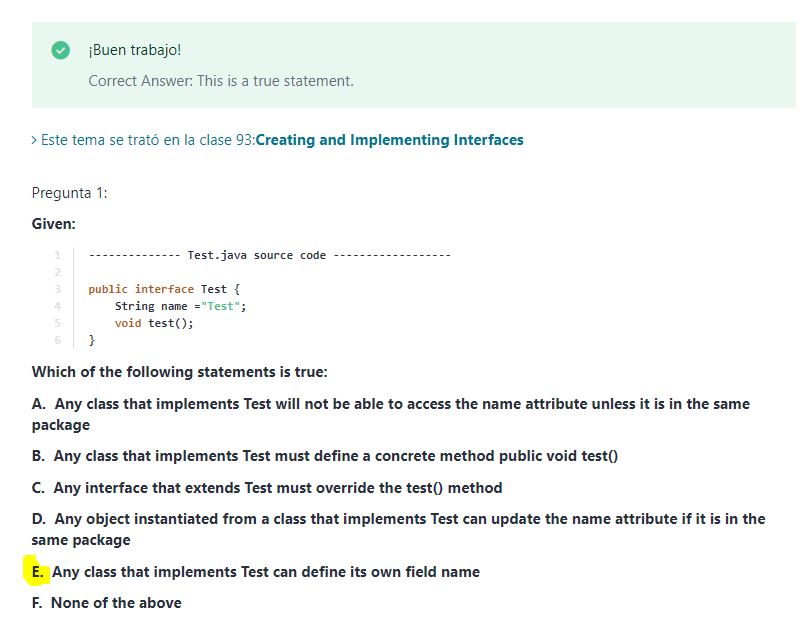 ¡Buen trabajo!
Correct Answer: This is a true statement.
> Este tema se trató en la clase 93:Creating and Implementing Interfaces
Pregunta 1:
Given:
1 -------------- Test.java source code ------------------
2
3 public interface Test {
4 String name ="Test";
5 void test();
6 }
Which of the following statements is true:
A. Any class that implements Test will not be able to access the name attribute unless it is in the same
package
B. Any class that implements Test must define a concrete method public void test()
C. Any interface that extends Test must override the test() method
D. Any object instantiated from a class that implements Test can update the name attribute if it is in the
same package
E. Any class that implements Test can define its own field name
F. None of the above